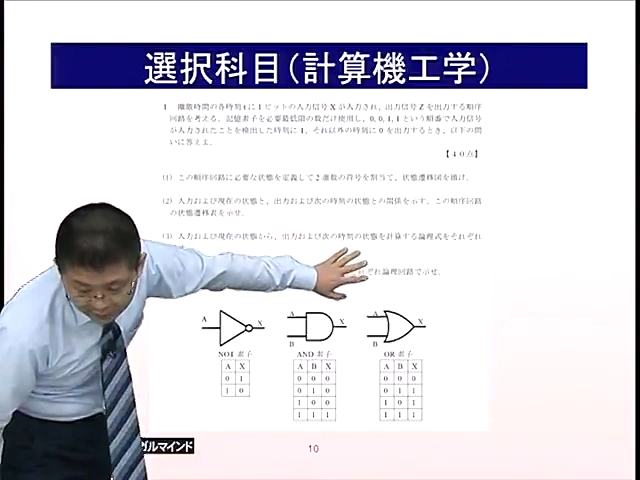 選択科目(計算機工学)
1 離散時間の各時刻tに1ビットの入力信号Xが入力され、出力信号Zを出力する順序
回路を考える。記憶素子を必要最低限の数だけ使用し、0, 0, 1, 1という順番で入力信号
が入力されたことを検出した時刻に1、それ以外の時刻に0を出力するとき、以下の問
いに答えよ。
【40点】
(1) この順序回路に必要な状態を定義して2進数の符号を割当て、状態遷移図を描け。
(2) 入力および現在の状態と、出力および次の時刻の状態との関係を示す、この順序回路
の状態遷移表を示せ。
(3) 入力および現在の状態から、出力および次の時刻の状態を計算する論理式をそれぞれ
ぞれ論理回路で示せ。
A X
A B X
A B X
NOT 素子
AND 素子
OR 素子
A X
0 1
1 0
A B X
0 0 0
0 1 0
1 0 0
1 1 1
A B X
0 0 0
0 1 1
1 0 1
1 1 1
ガルマインド
10